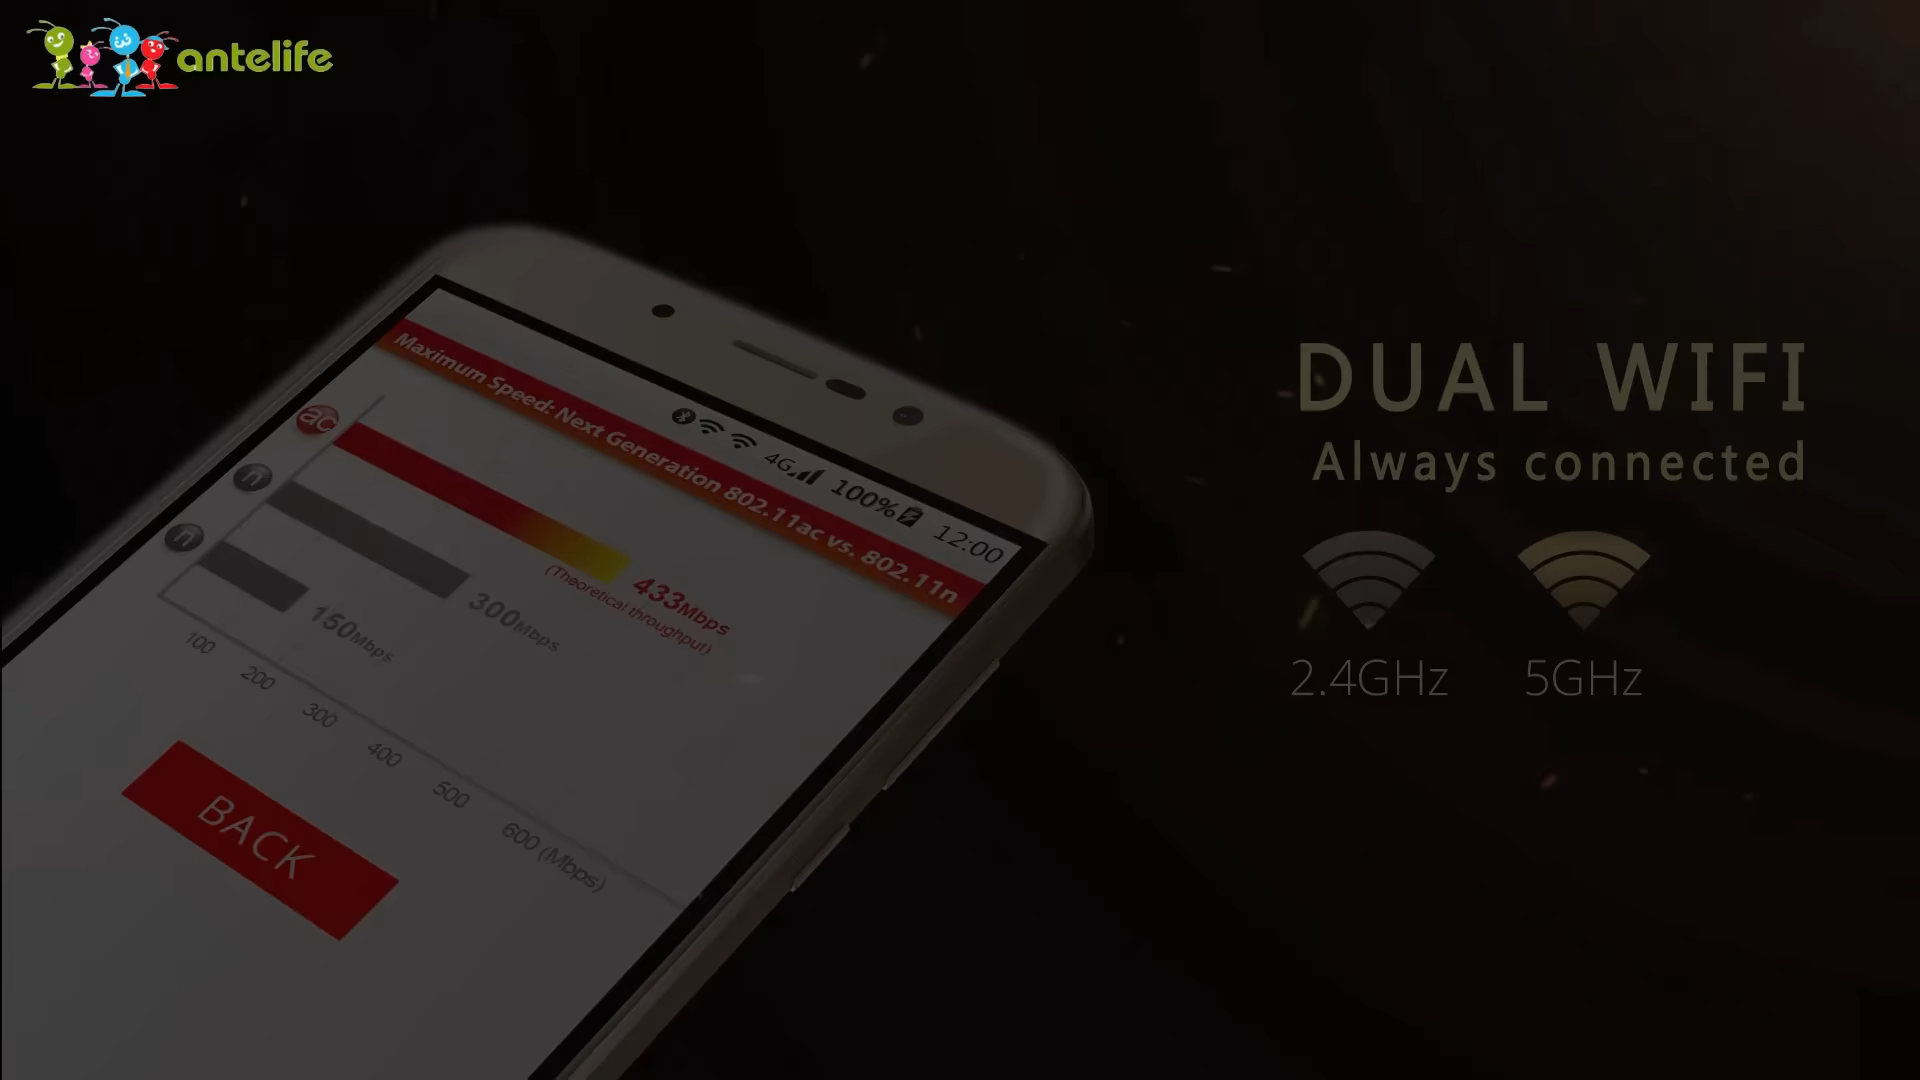 antelife
DUAL WIFI
Always connected
2.4GHz
5GHz
4G 100% 12:00
Maximum Speed: Next Generation 802.11ac vs. 802.11n
ac
433Mbps
(Theoretical throughput)
n
300Mbps
n
150Mbps
100
200
300
400
500
600 (Mbps)
BACK